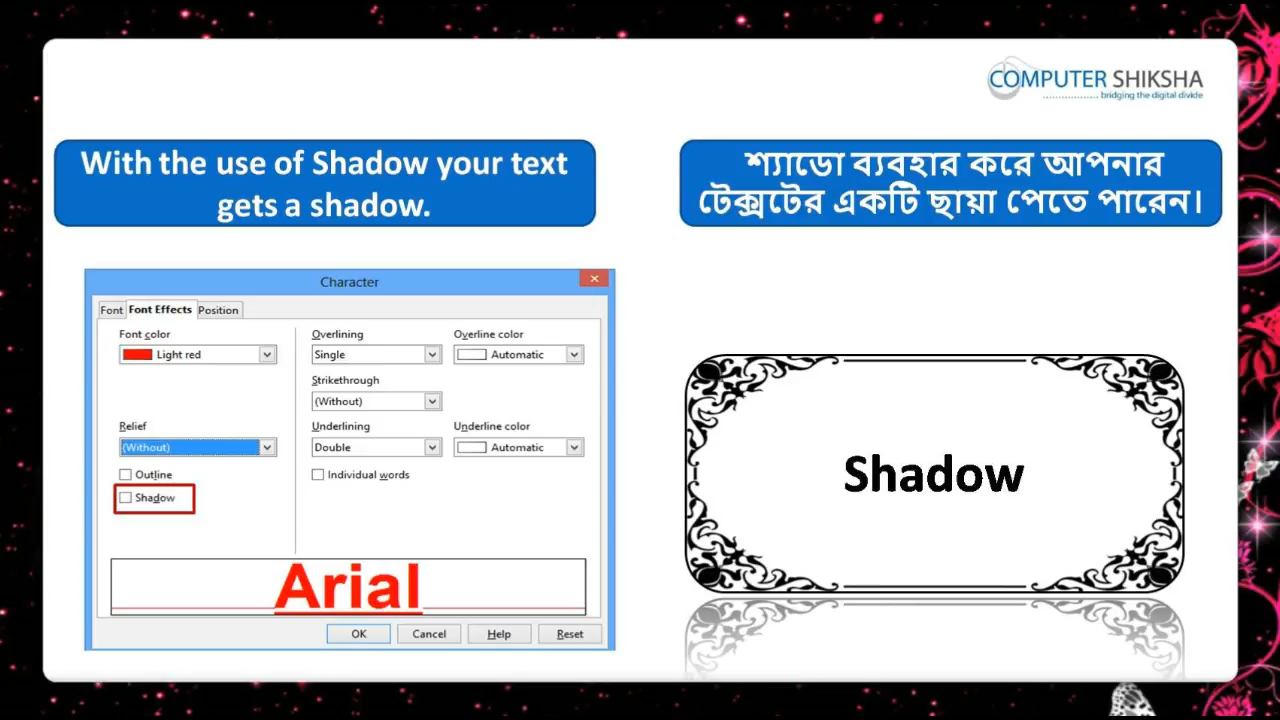 COMPUTER SHIKSHA
bridging the digital divide
With the use of Shadow your text
gets a shadow.
শ্যাডো ব্যবহার করে আপনার
টেক্সটের একটি ছায়া পেতে পারেন।
Character
Font Font Effects Position
Font color Overlining Overline color
Light red Single Automatic
Strikethrough
(Without)
Relief Underlining Underline color
(Without) Double Automatic
Outline Individual words
Shadow
Arial
OK Cancel Help Reset
Shadow